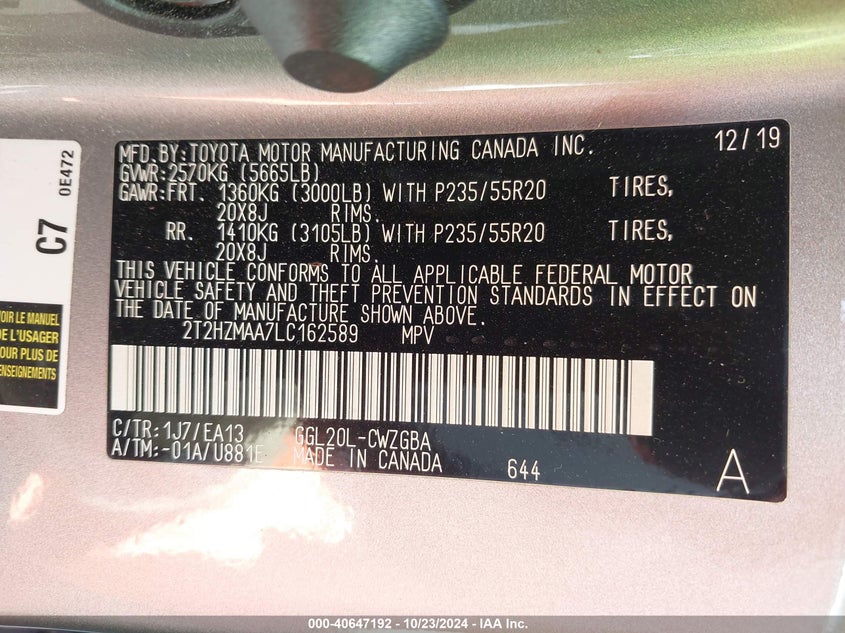 MFD.BY:TOYOTA MOTOR MANUFACTURING CANADA INC. 12/19
GVWR:2570KG (5665LB)
GAWR:FRT. 1360KG (3000LB) WITH P235/55R20 TIRES,
20X8J RIMS.
RR. 1410KG (3105LB) WITH P235/55R20 TIRES,
20X8J RIMS.
THIS VEHICLE CONFORMS TO ALL APPLICABLE FEDERAL MOTOR
VEHICLE SAFETY AND THEFT PREVENTION STANDARDS IN EFFECT ON
THE DATE OF MANUFACTURE SHOWN ABOVE.
2T2HZMAA7LC162589 MPV
C/TR:1J7/EA13 GGL20L-CWZGBA
A/TM:-01A/U881E MADE IN CANADA 644 A
C7 0E472
VOIR LE MANUEL
DE L'USAGER
POUR PLUS DE
RENSEIGNEMENTS
000-40647192 - 10/23/2024 - IAA Inc.